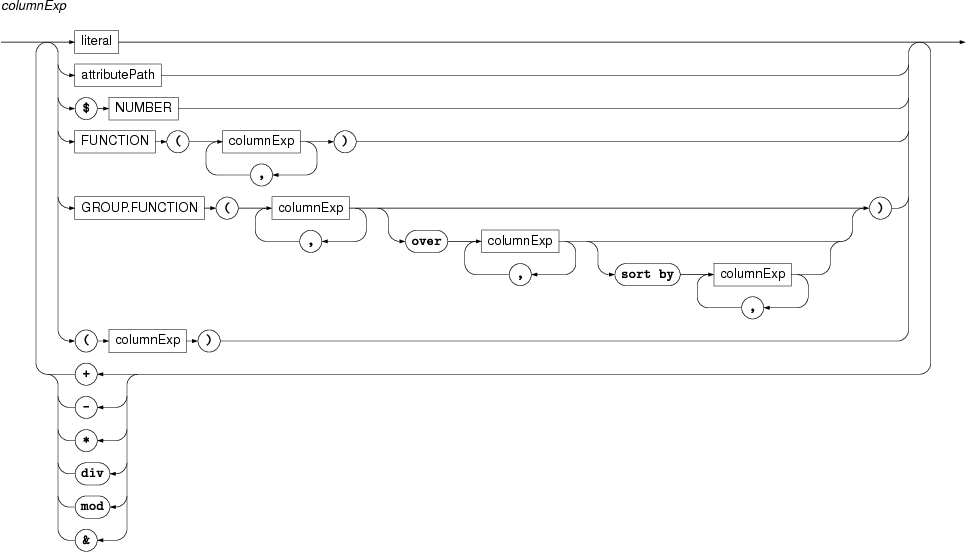 columnExp
literal
attributePath
$ NUMBER
FUNCTION ( columnExp )
,
GROUP.FUNCTION ( columnExp )
, over columnExp
, sort by columnExp
,
( columnExp )
+
-
*
div
mod
&